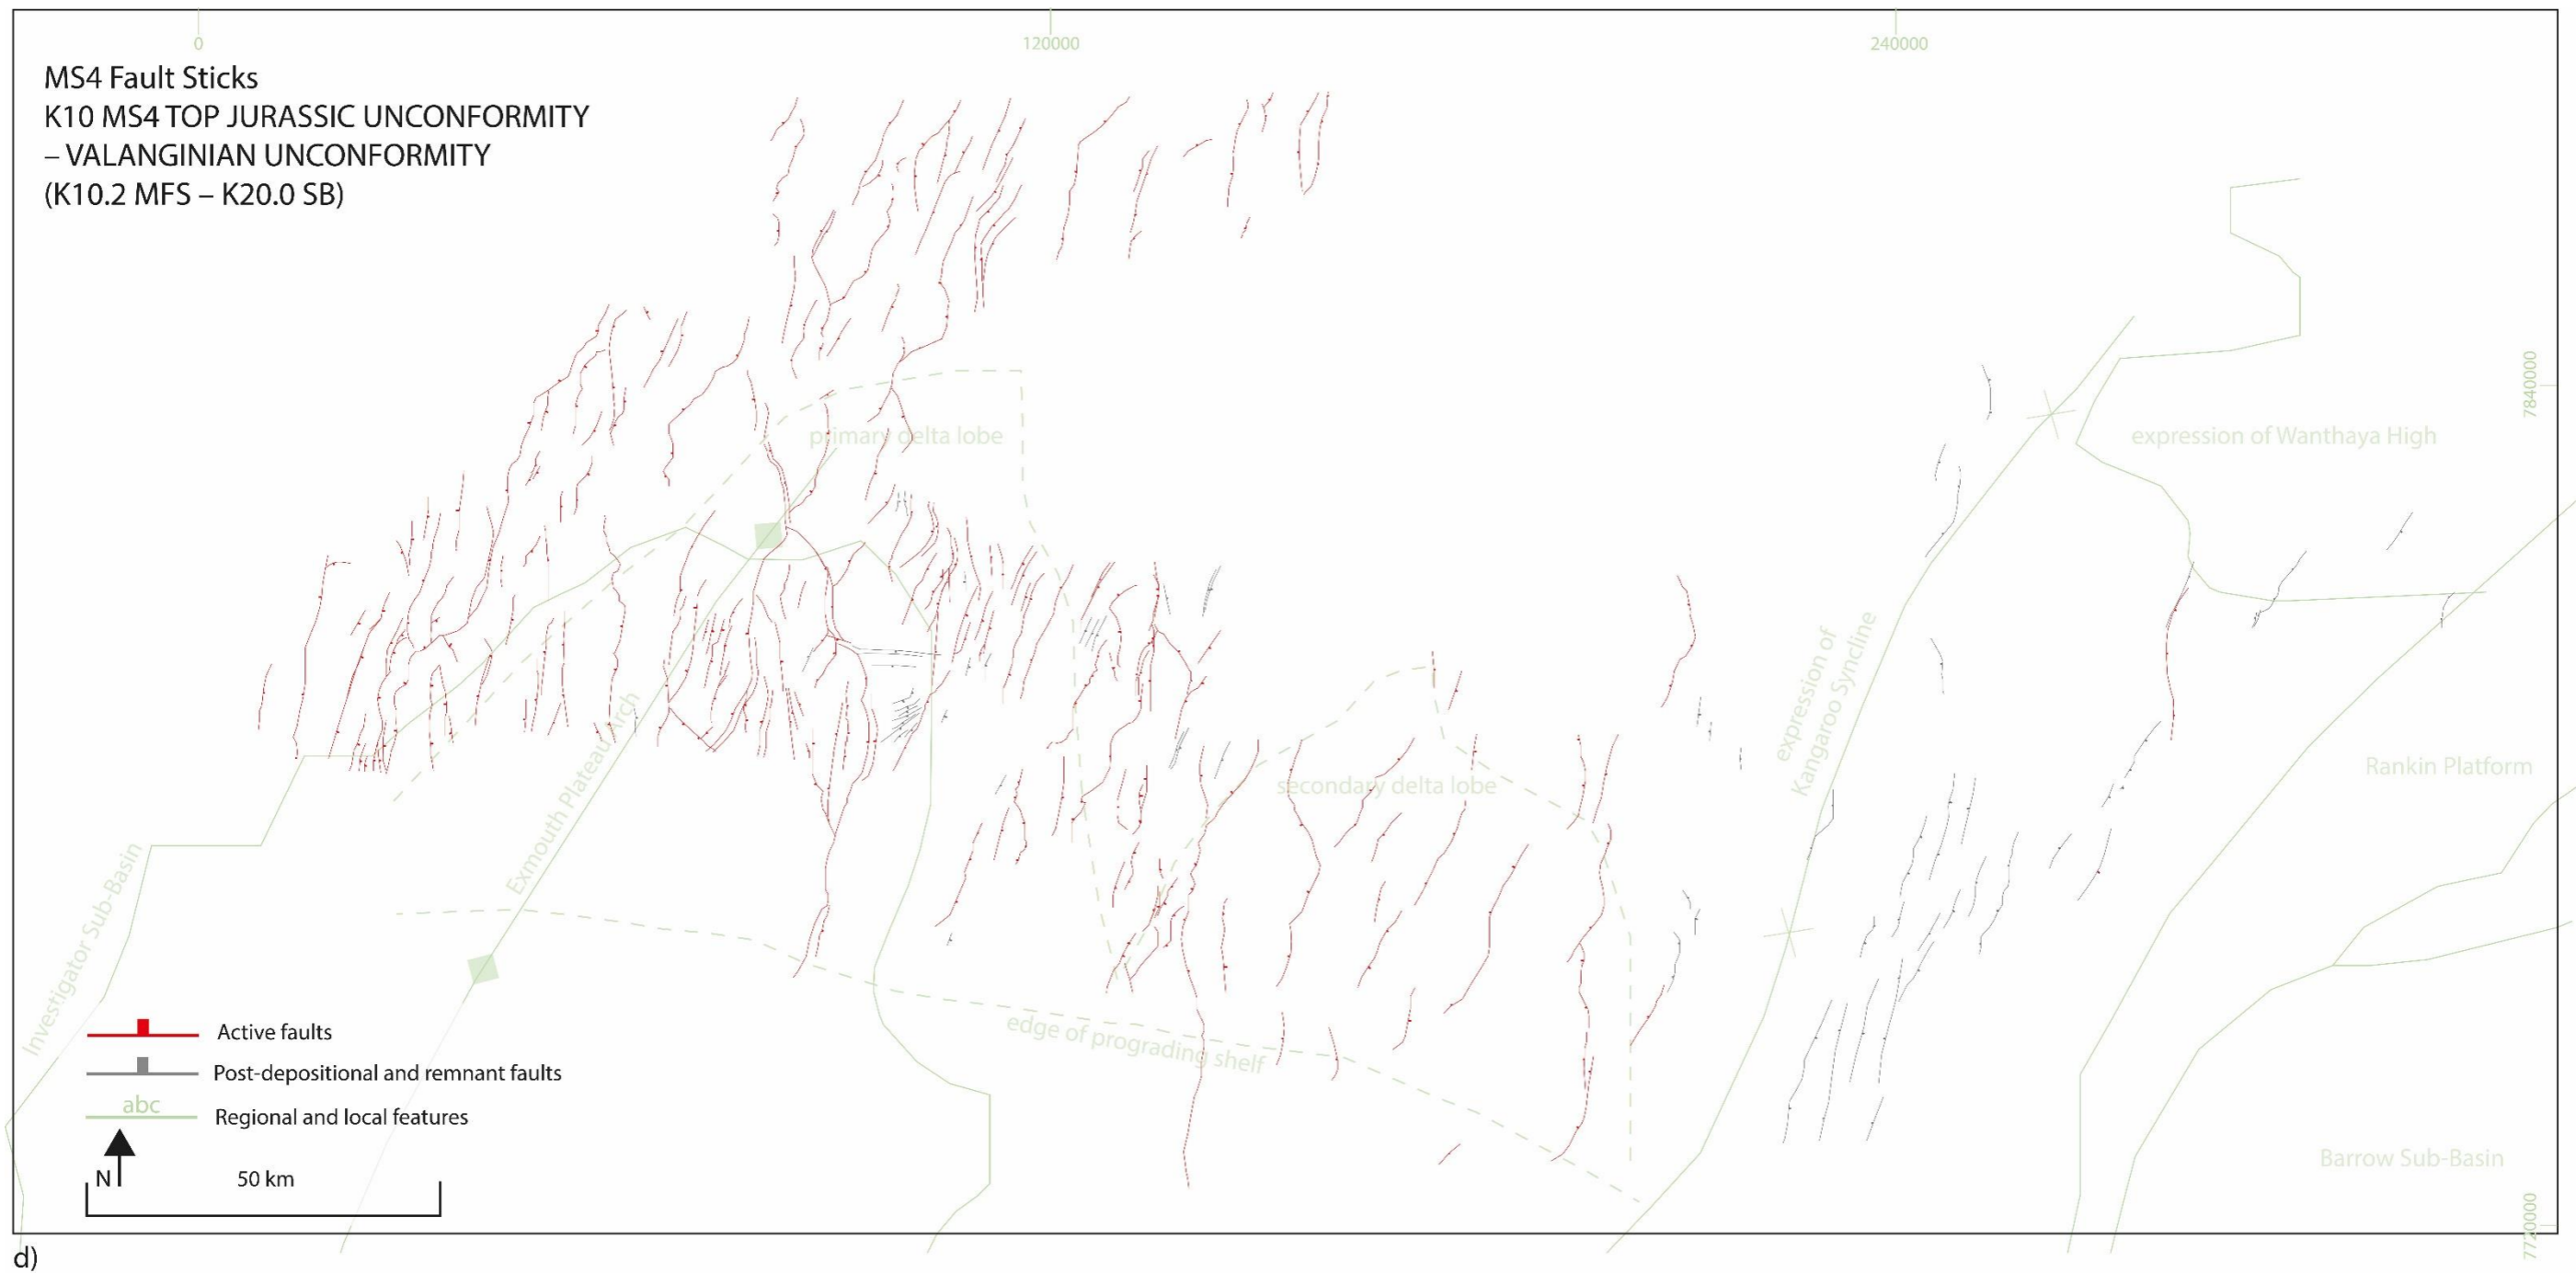 0
120000
240000
MS4 Fault Sticks
K10 MS4 TOP JURASSIC UNCONFORMITY
– VALANGINIAN UNCONFORMITY
(K10.2 MFS – K20.0 SB)
7840000
primary delta lobe
expression of Wanthaya High
expression of
Kangaroo Syncline
Exmouth Plateau Arch
secondary delta lobe
Rankin Platform
Investigator Sub-Basin
edge of prograding shelf
Active faults
Post-depositional and remnant faults
abc
Regional and local features
N
50 km
Barrow Sub-Basin
7720000
d)